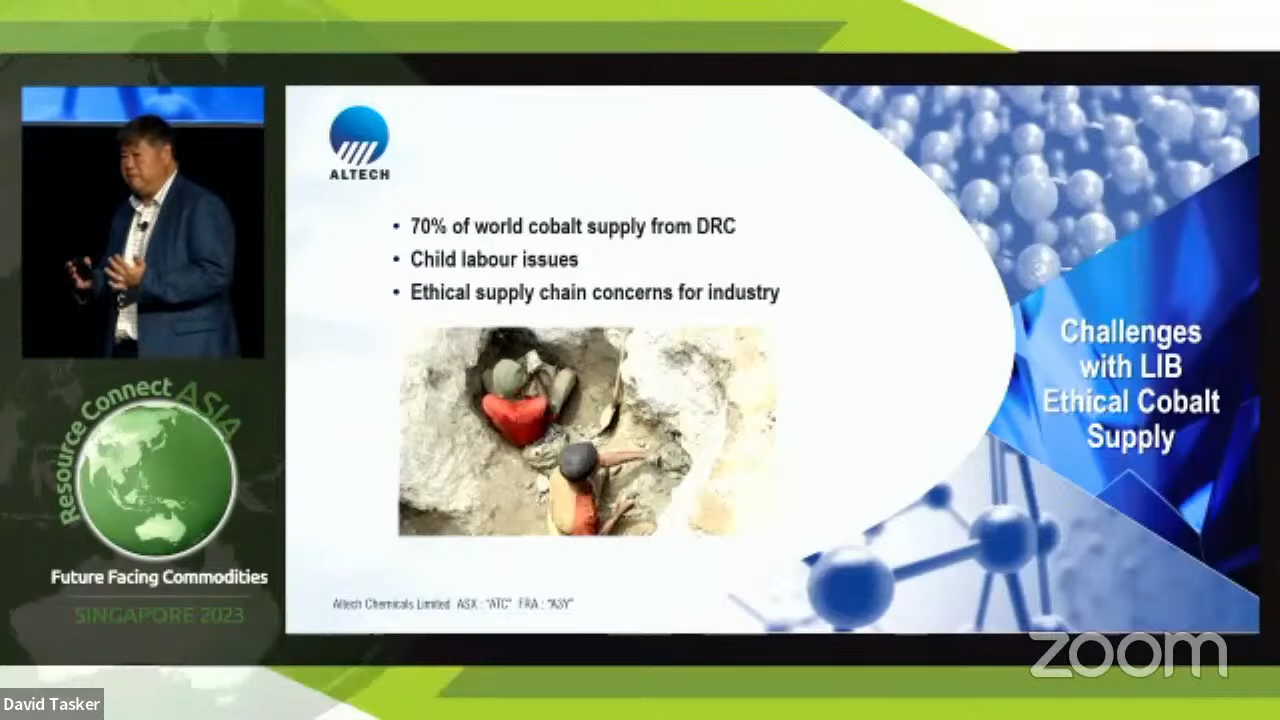 ALTECH
• 70% of world cobalt supply from DRC
• Child labour issues
• Ethical supply chain concerns for industry
Challenges
with LIB
Ethical Cobalt
Supply
Altech Chemicals Limited ASX : "ATC" FRA : "A3Y"
Resource Connect ASIA
Future Facing Commodities
SINGAPORE 2023
zoom
David Tasker